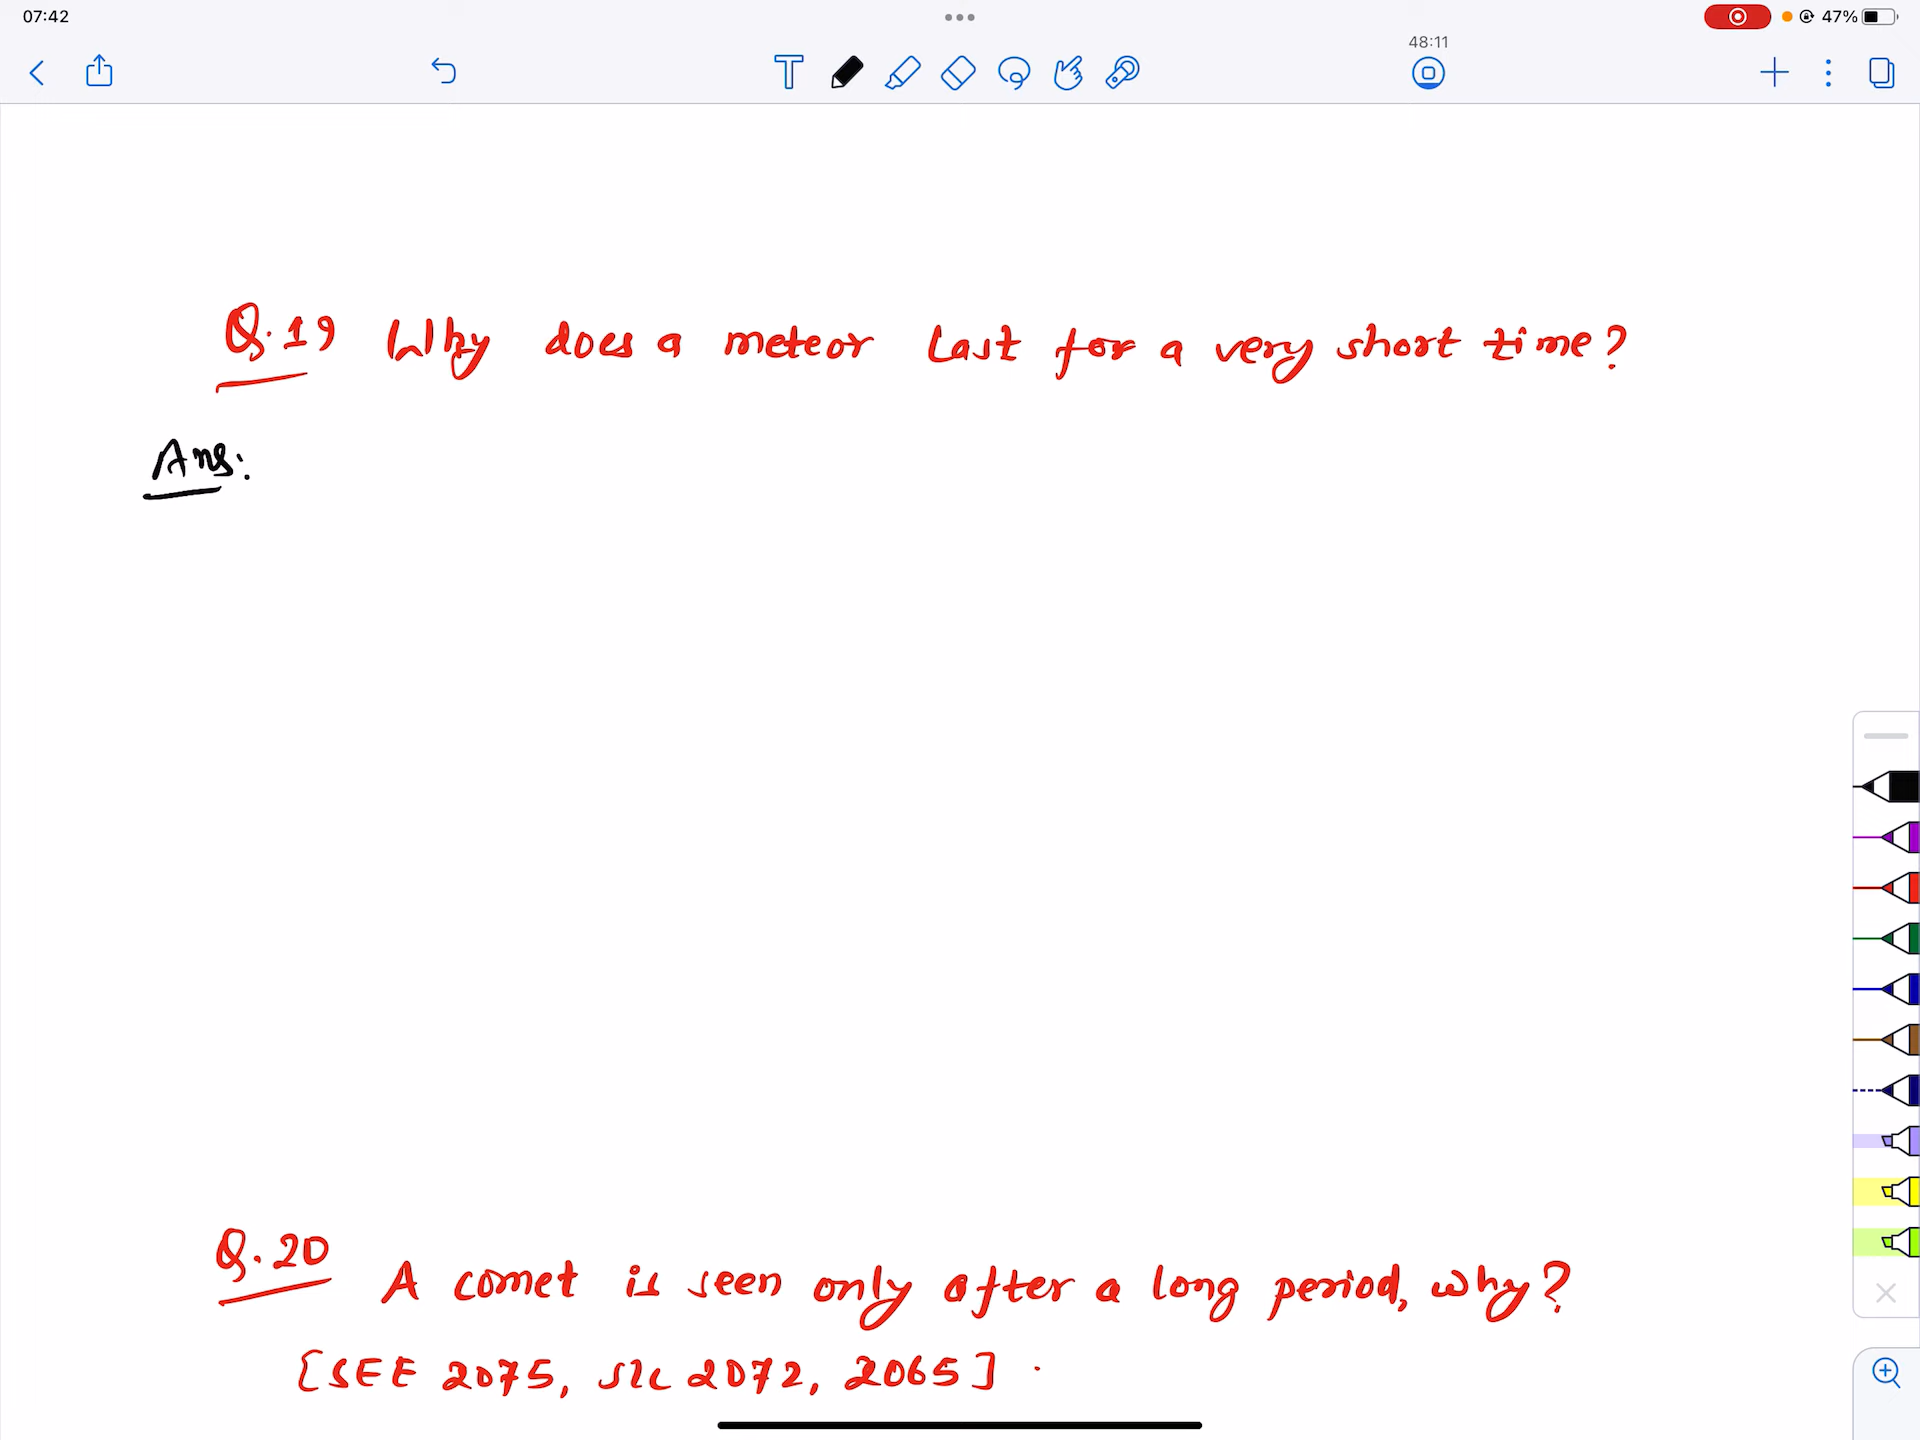 07:42
47%
48:11
Q.19 Why does a meteor last for a very short time?
Ans:
Q.20 A comet is seen only after a long period, why?
[SEE 2075, SLC 2072, 2065]